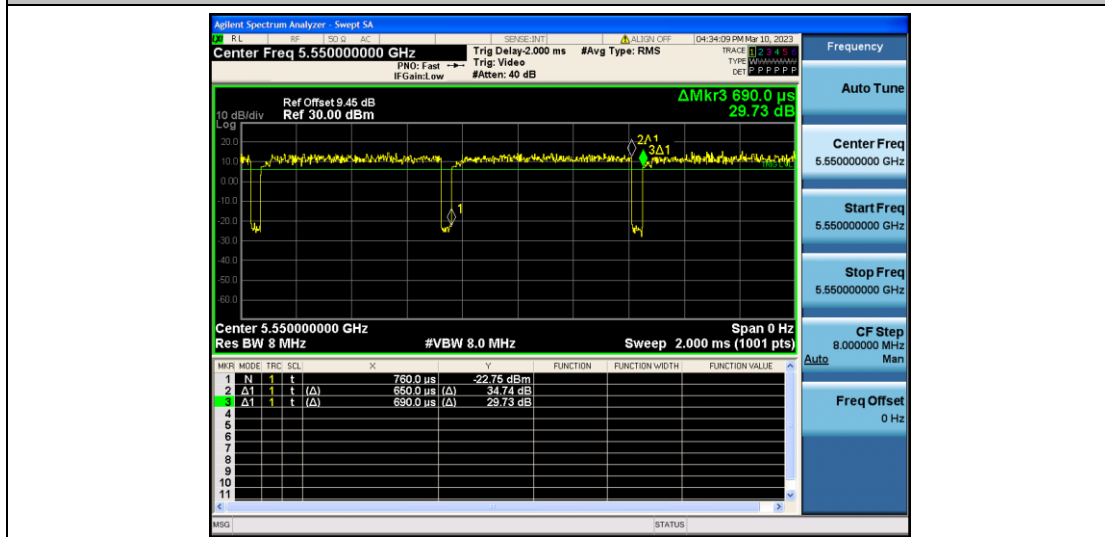 Agilent Spectrum Analyzer - Swept SA
RL RF 50 Ω AC SENSE:INT ALIGN OFF 04:34:09 PM Mar 10, 2023
Center Freq 5.550000000 GHz
PNO: Fast
IFGain:Low
Trig Delay-2.000 ms
Trig: Video
#Atten: 40 dB
#Avg Type: RMS
TRACE 1 2 3 4 5 6
TYPE
DET P P P P P P
Ref Offset 9.45 dB
10 dB/div Ref 30.00 dBm
Log
ΔMkr3 690.0 µs
29.73 dB
20.0
10.0
0.00
-10.0
-20.0
-30.0
-40.0
-50.0
-60.0
2Δ1
3Δ1
1
Center 5.550000000 GHz Span 0 Hz
Res BW 8 MHz #VBW 8.0 MHz Sweep 2.000 ms (1001 pts)
MKR MODE TRC SCL X Y FUNCTION FUNCTION WIDTH FUNCTION VALUE
1 N 1 t 760.0 µs -22.75 dBm
2 Δ1 1 t (Δ) 650.0 µs (Δ) 34.74 dB
3 Δ1 1 t (Δ) 690.0 µs (Δ) 29.73 dB
4
5
6
7
8
9
10
11
MSG STATUS
Frequency
Auto Tune
Center Freq
5.550000000 GHz
Start Freq
5.550000000 GHz
Stop Freq
5.550000000 GHz
CF Step
8.000000 MHz
Auto Man
Freq Offset
0 Hz